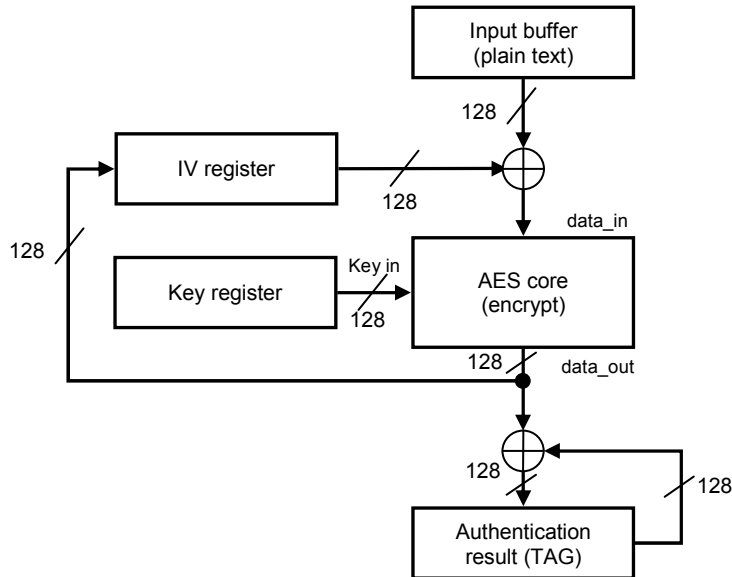 Input buffer
(plain text)
128
IV register
128
128
data_in
Key register
Key in
128
AES core
(encrypt)
128
data_out
128
128
Authentication
result (TAG)